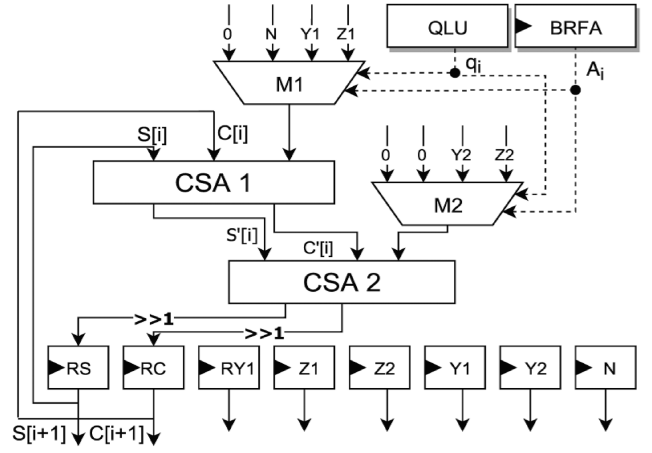 0 N Y1 Z1
QLU
BRFA
M1
qi
Ai
S[i]
C[i]
0 0 Y2 Z2
CSA 1
M2
S'[i]
C'[i]
CSA 2
>>1
>>1
RS RC RY1 Z1 Z2 Y1 Y2 N
S[i+1] C[i+1]